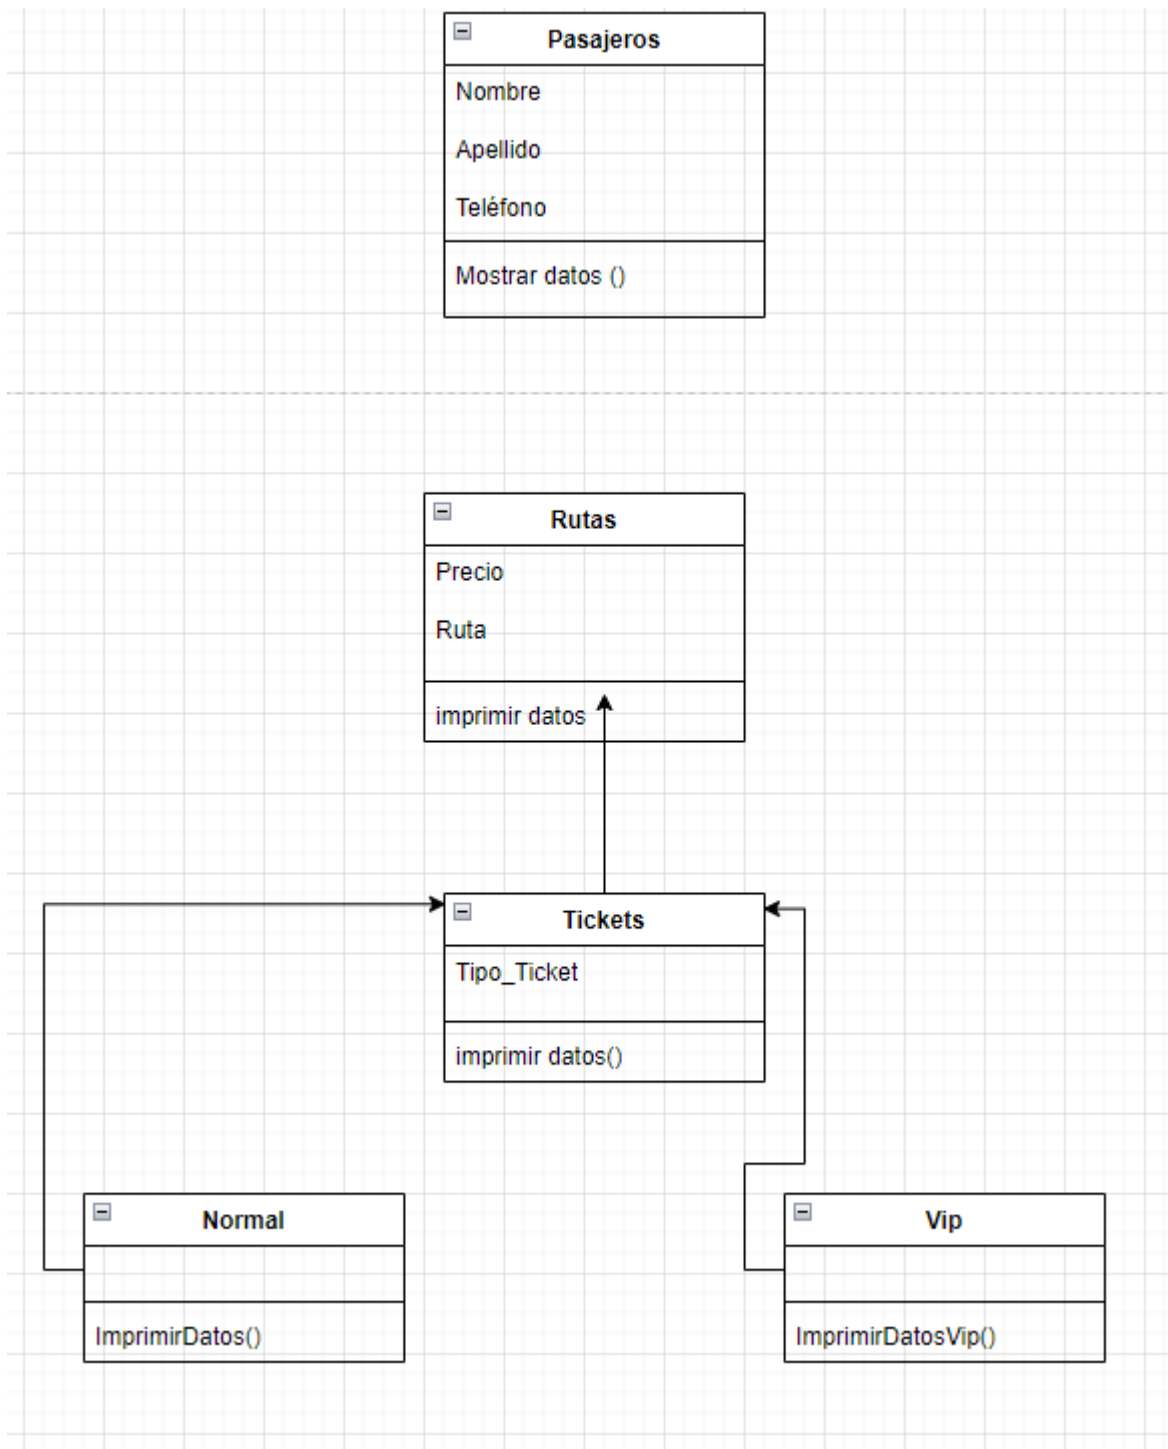 Pasajeros
Nombre
Apellido
Teléfono
Mostrar datos ()
Rutas
Precio
Ruta
imprimir datos
Tickets
Tipo_Ticket
imprimir datos()
Normal
ImprimirDatos()
Vip
ImprimirDatosVip()